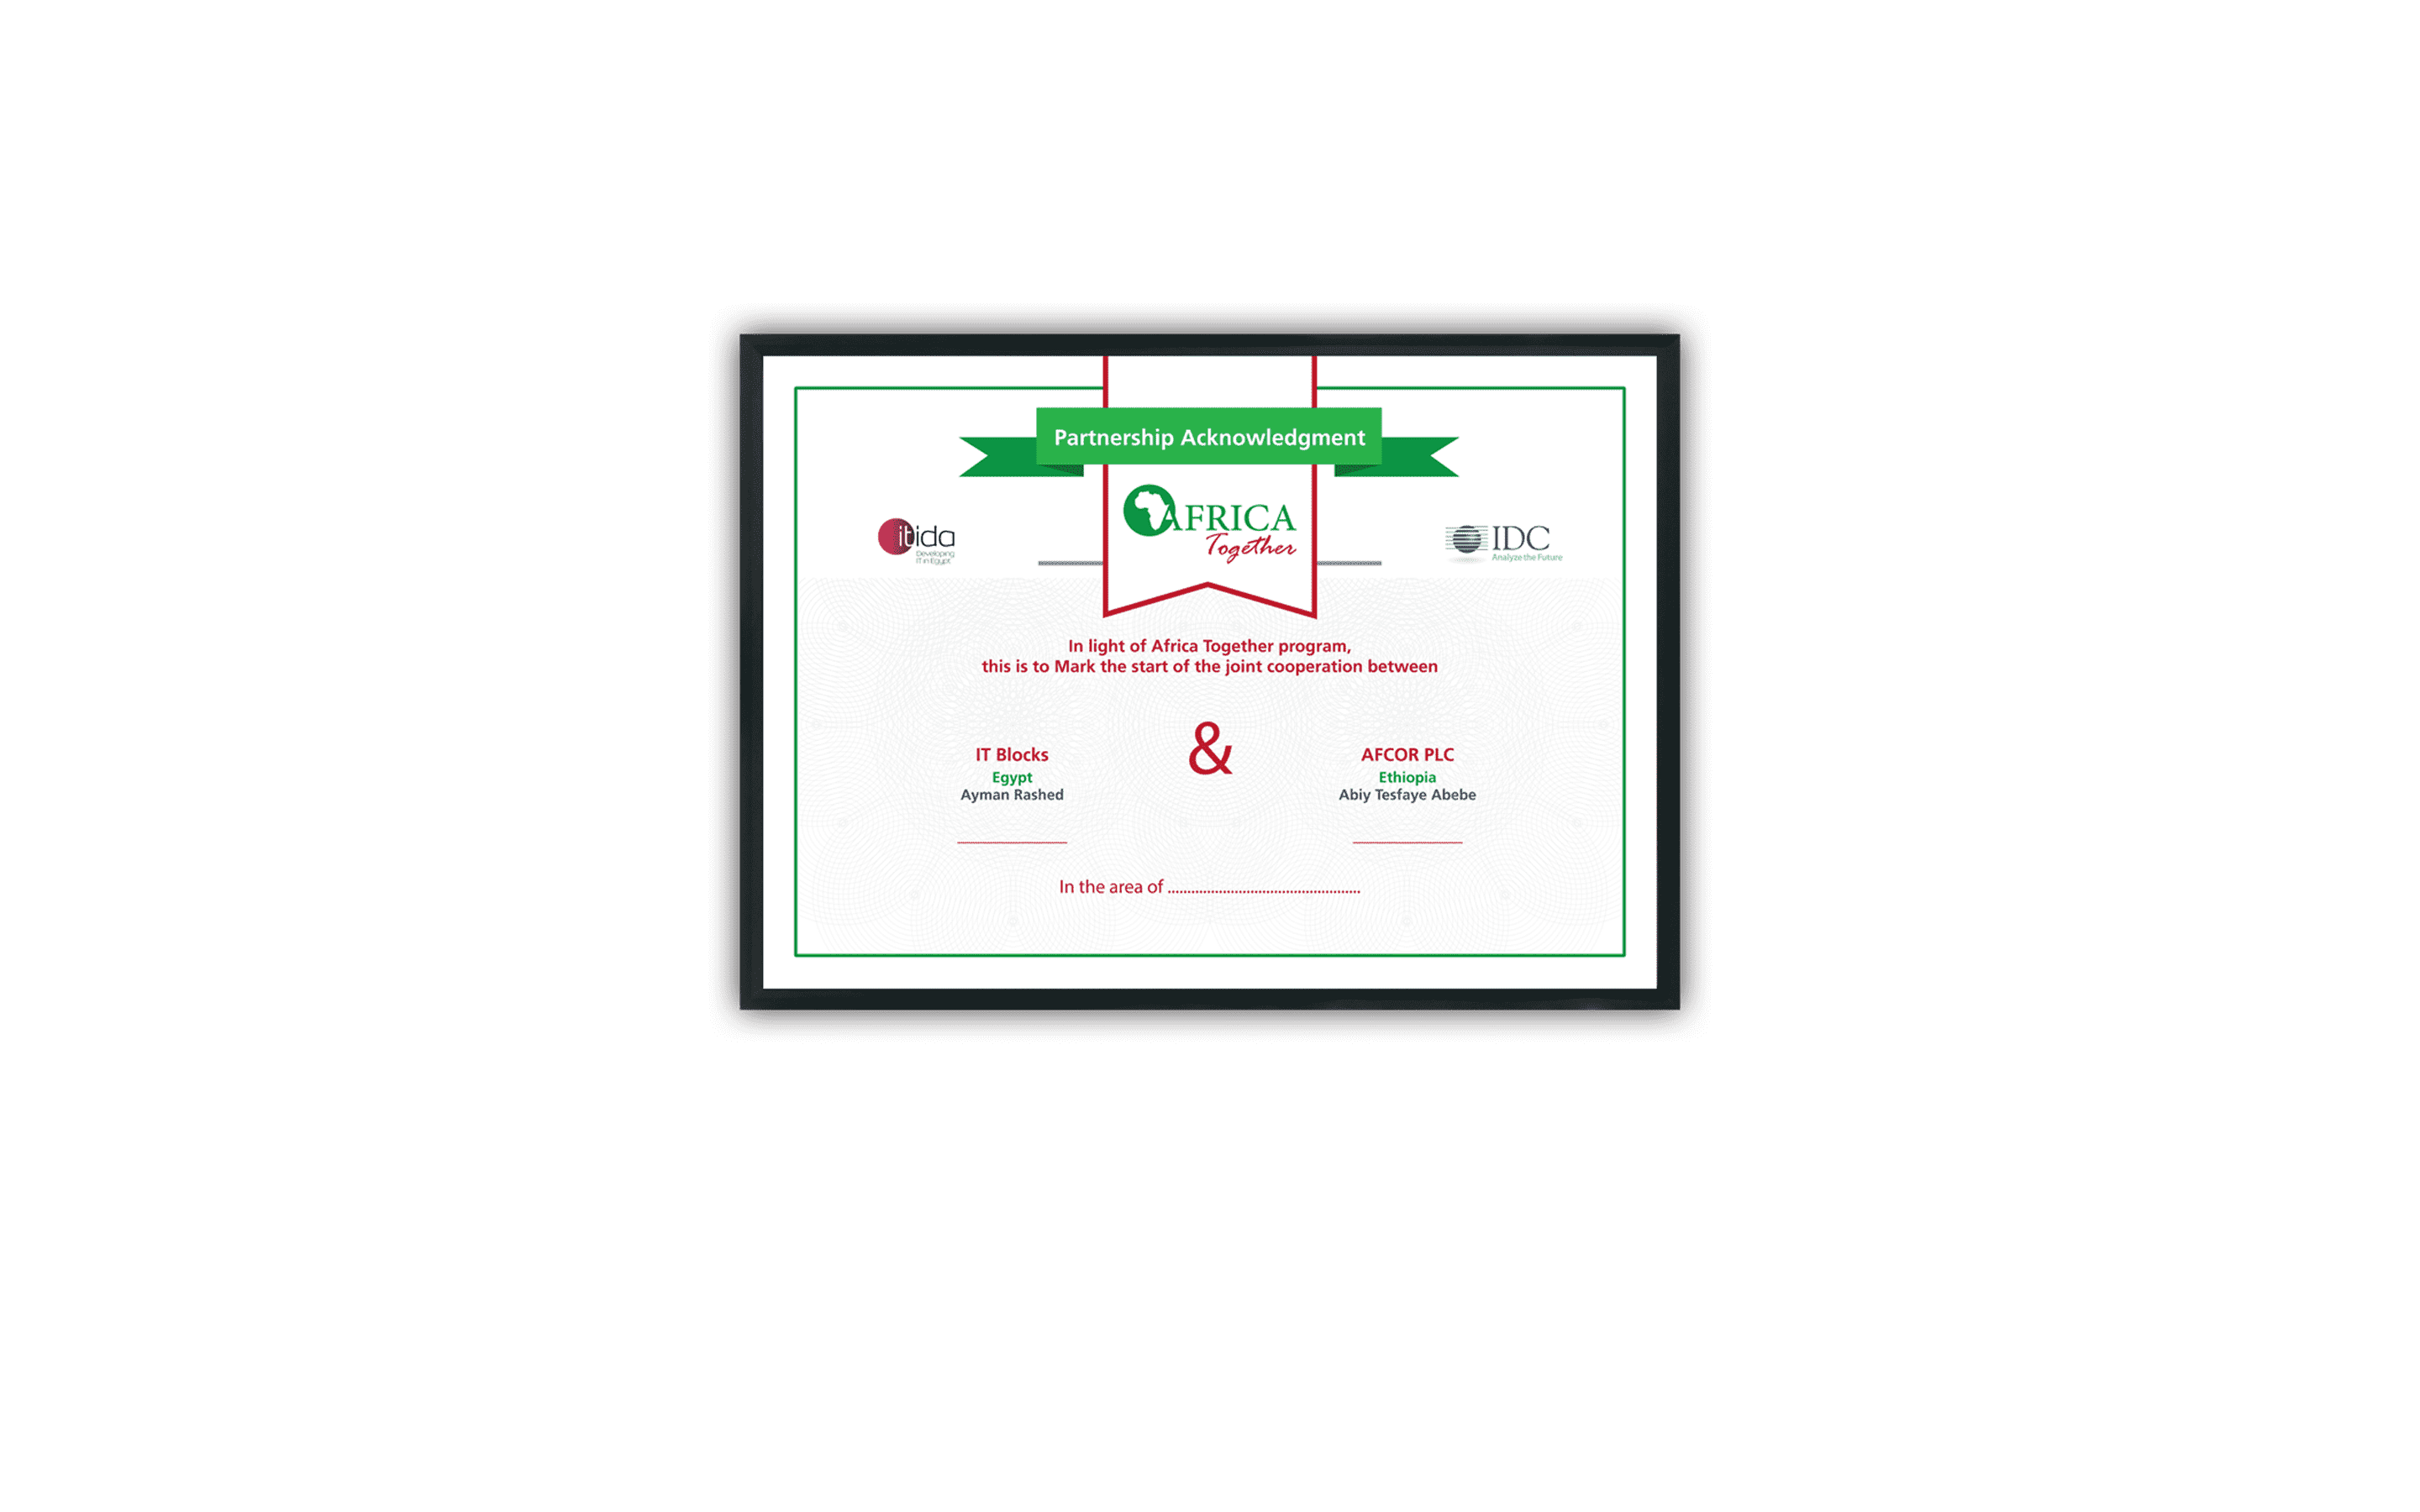 Partnership Acknowledgment
AFRICA
Together
itida
Developing
IT in Egypt
IDC
Analyze the Future
In light of Africa Together program,
this is to Mark the start of the joint cooperation between
IT Blocks
Egypt
Ayman Rashed
&
AFCOR PLC
Ethiopia
Abiy Tesfaye Abebe
In the area of ................................................